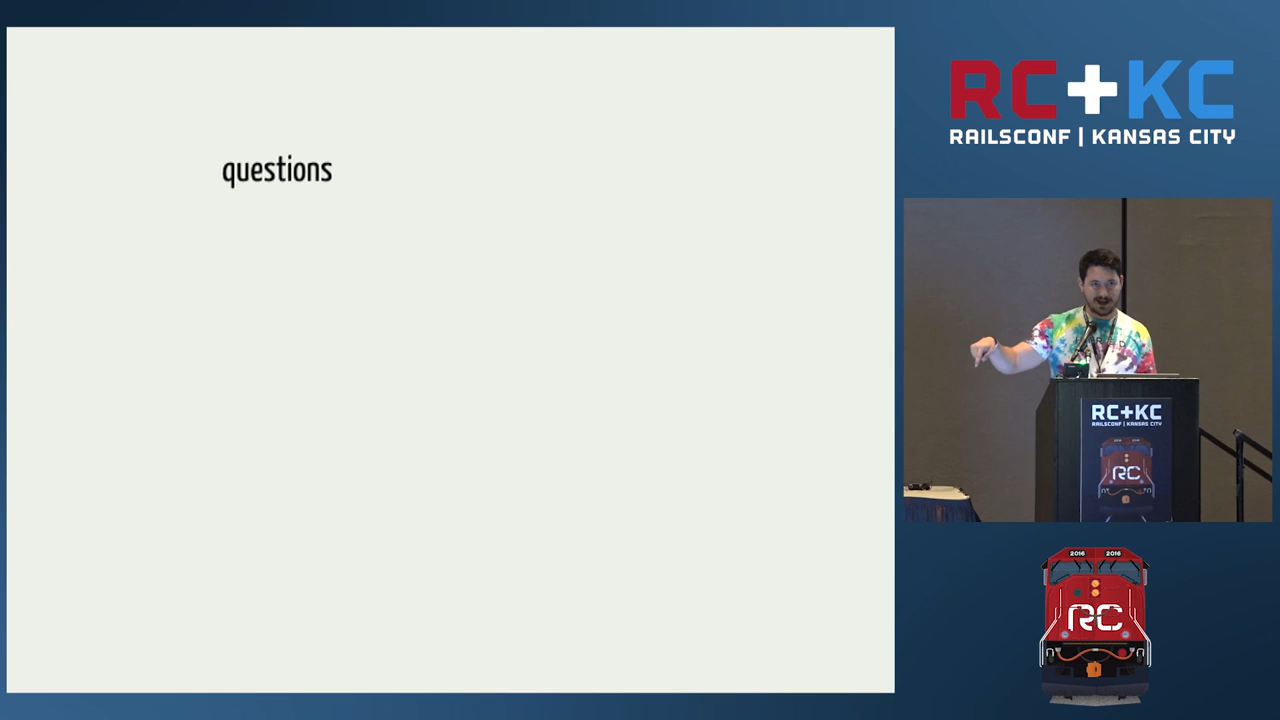 questions
RC+KC
RAILSCONF | KANSAS CITY
RC+KC
RAILSCONF | KANSAS CITY
RC
2016 2016
RC